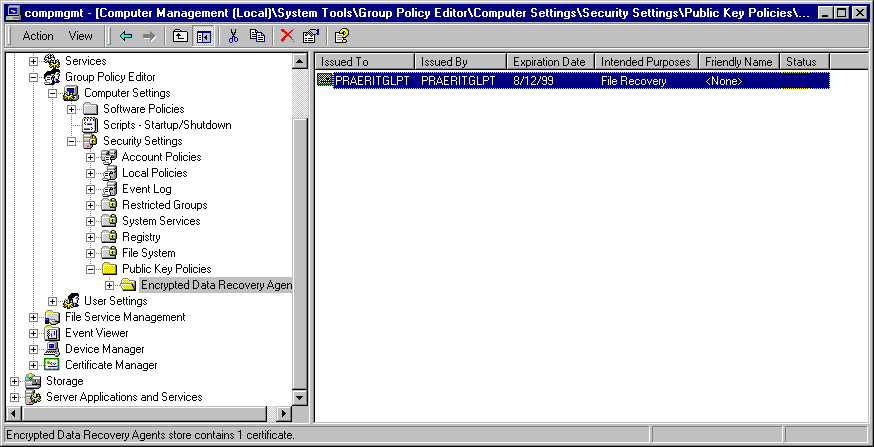 compmgmt - [Computer Management (Local)\System Tools\Group Policy Editor\Computer Settings\Security Settings\Public Key Policies\...
Action View
Issued To Issued By Expiration Date Intended Purposes Friendly Name Status
PRAERITGLPT PRAERITGLPT 8/12/99 File Recovery <None>
Services
Group Policy Editor
Computer Settings
Software Policies
Scripts - Startup/Shutdown
Security Settings
Account Policies
Local Policies
Event Log
Restricted Groups
System Services
Registry
File System
Public Key Policies
Encrypted Data Recovery Agen
User Settings
File Service Management
Event Viewer
Device Manager
Certificate Manager
Storage
Server Applications and Services
Encrypted Data Recovery Agents store contains 1 certificate.